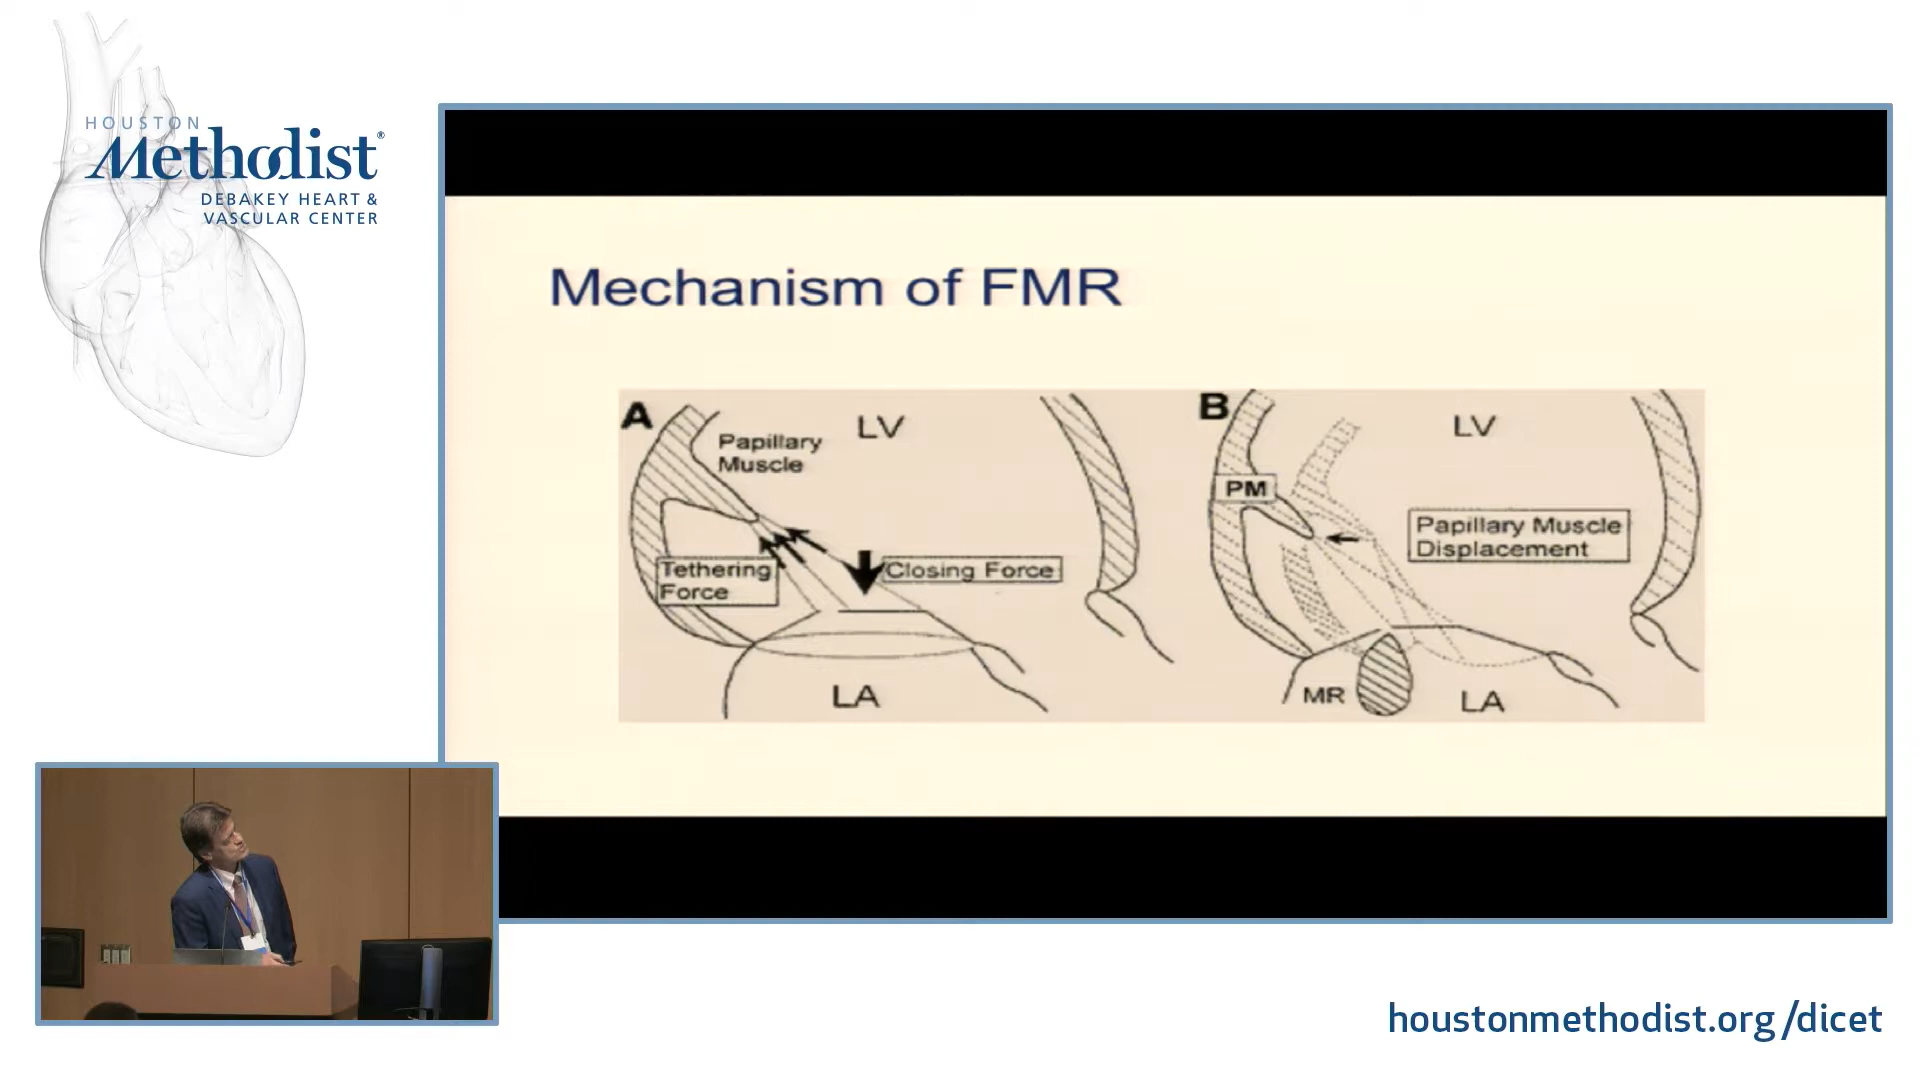 HOUSTON
Methodist®
DEBAKEY HEART &
VASCULAR CENTER
Mechanism of FMR
A
LV
Papillary
Muscle
Tethering
Force
Closing Force
LA
B
LV
PM
Papillary Muscle
Displacement
MR
LA
houstonmethodist.org/dicet